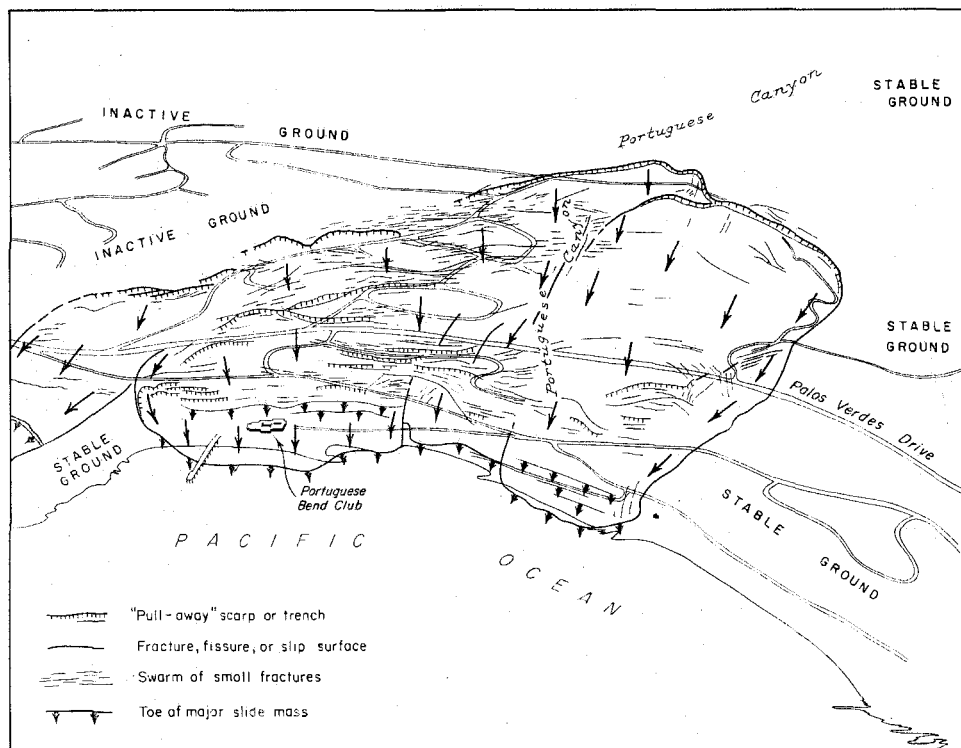 STABLE
GROUND
Portuguese Canyon
INACTIVE
GROUND
INACTIVE GROUND
Canyon
Portuguese
STABLE
GROUND
Palos Verdes
Drive
STABLE
GROUND
Portuguese
Bend Club
STABLE
GROUND
PACIFIC
OCEAN
"Pull-away" scarp or trench
Fracture, fissure, or slip surface
Swarm of small fractures
Toe of major slide mass